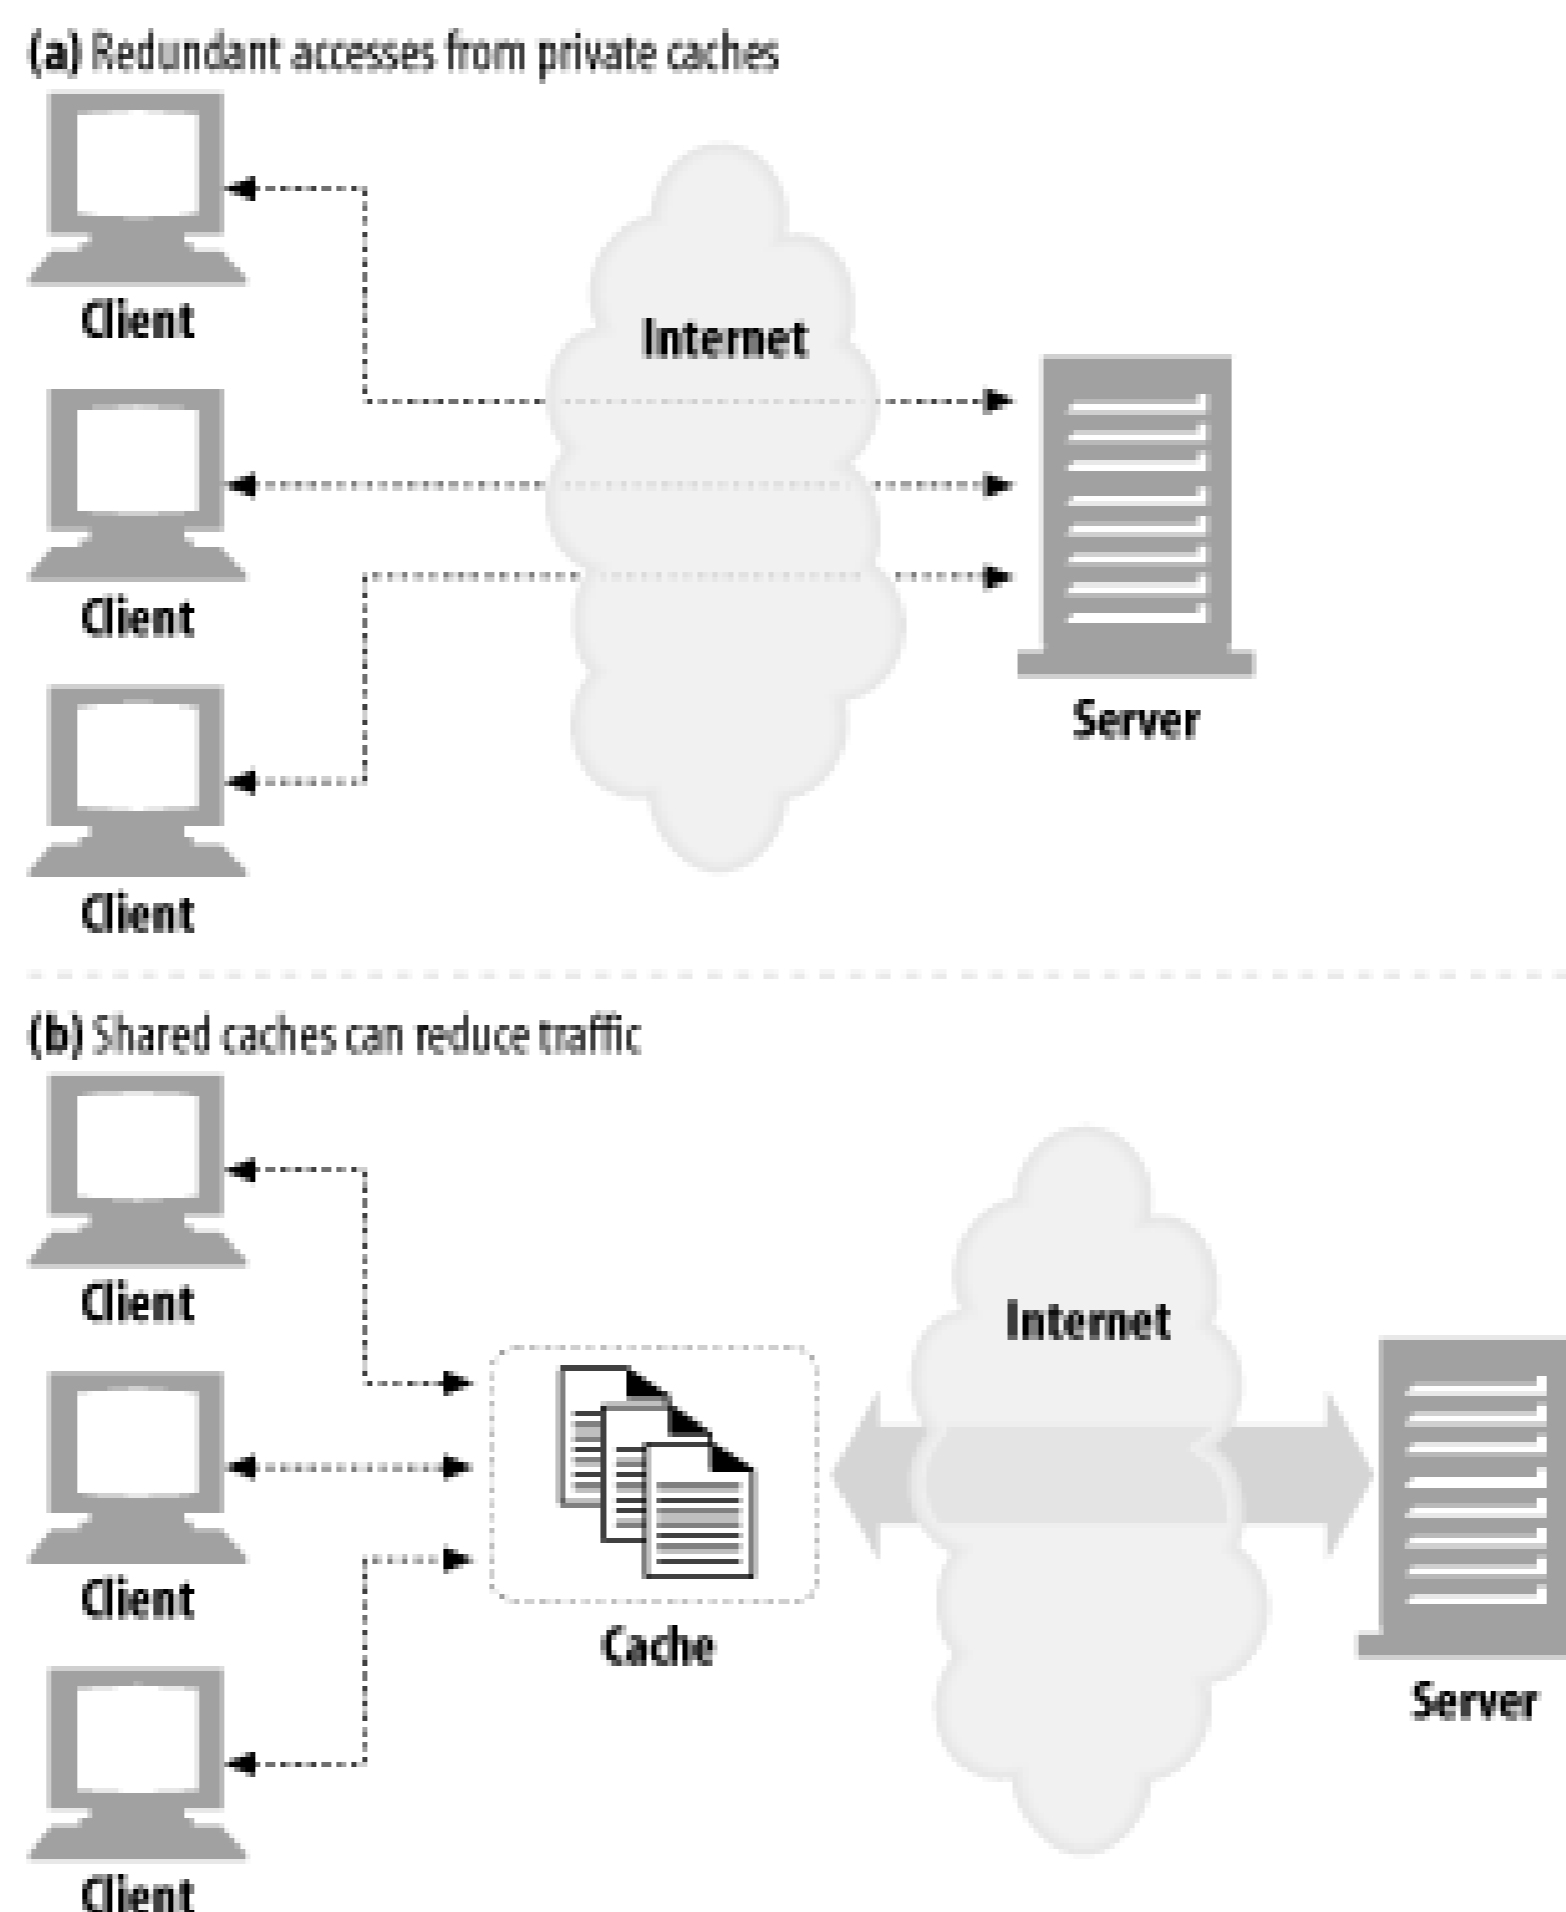 (a) Redundant accesses from private caches
Client
Internet
Client
Server
Client
(b) Shared caches can reduce traffic
Client
Internet
Client
Cache
Server
Client